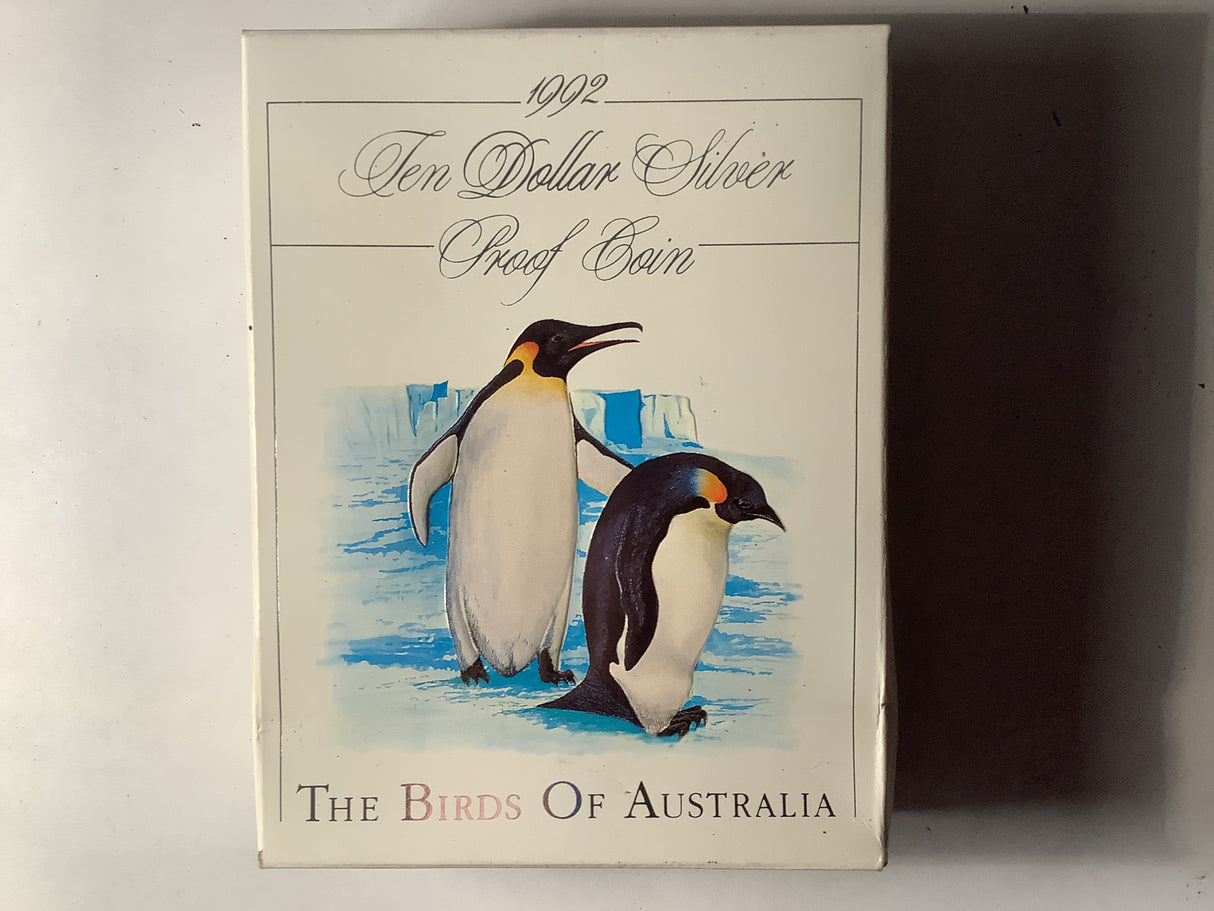 1992
Ten Dollar Silver
Proof Coin
THE BIRDS OF AUSTRALIA